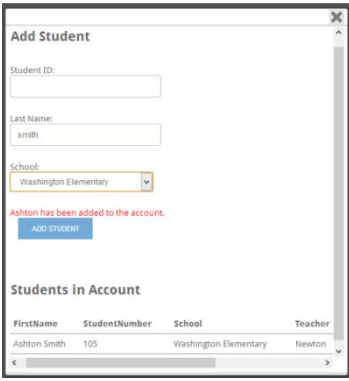 Add Student
Student ID:
Last Name:
smith
School:
Washington Elementary
Ashton has been added to the account.
ADD STUDENT
Students in Account
FirstName StudentNumber School Teacher
Ashton Smith 105 Washington Elementary Newton